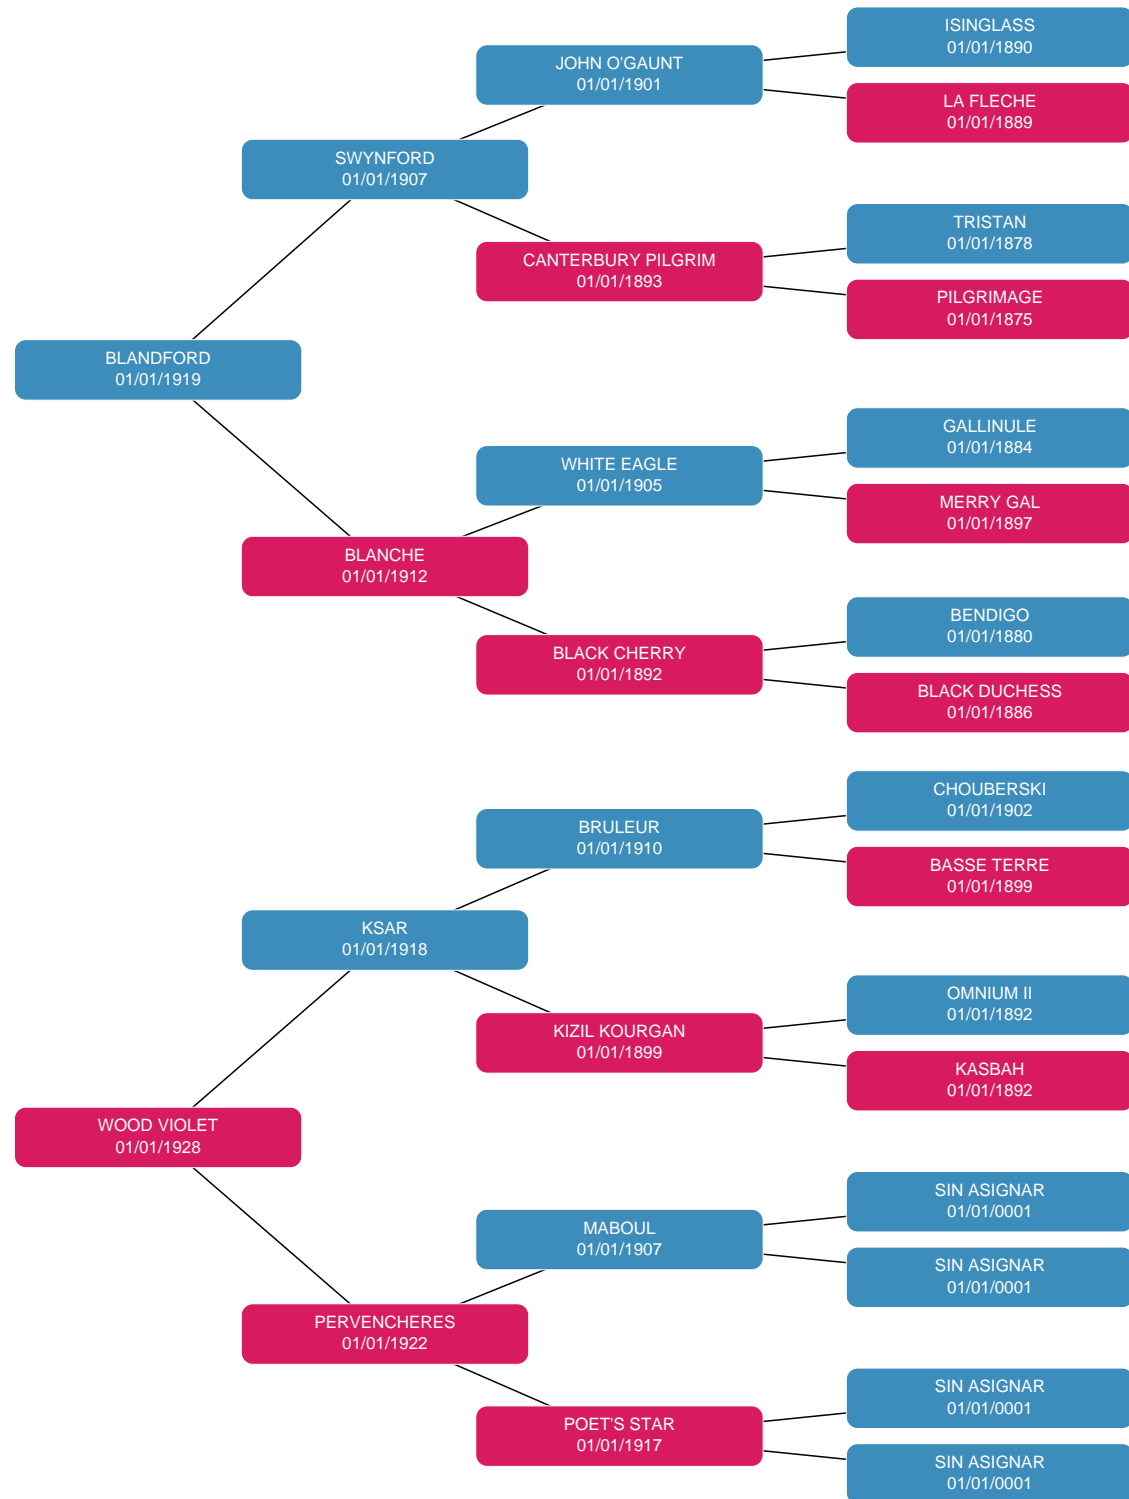 ISINGLASS
01/01/1890
JOHN O'GAUNT
01/01/1901
LA FLECHE
01/01/1889
SWYNFORD
01/01/1907
TRISTAN
01/01/1878
CANTERBURY PILGRIM
01/01/1893
PILGRIMAGE
01/01/1875
BLANDFORD
01/01/1919
GALLINULE
01/01/1884
WHITE EAGLE
01/01/1905
MERRY GAL
01/01/1897
BLANCHE
01/01/1912
BENDIGO
01/01/1880
BLACK CHERRY
01/01/1892
BLACK DUCHESS
01/01/1886
CHOUBERSKI
01/01/1902
BRULEUR
01/01/1910
BASSE TERRE
01/01/1899
KSAR
01/01/1918
OMNIUM II
01/01/1892
KIZIL KOURGAN
01/01/1899
KASBAH
01/01/1892
WOOD VIOLET
01/01/1928
SIN ASIGNAR
01/01/0001
MABOUL
01/01/1907
SIN ASIGNAR
01/01/0001
PERVENCHERES
01/01/1922
SIN ASIGNAR
01/01/0001
POET'S STAR
01/01/1917
SIN ASIGNAR
01/01/0001